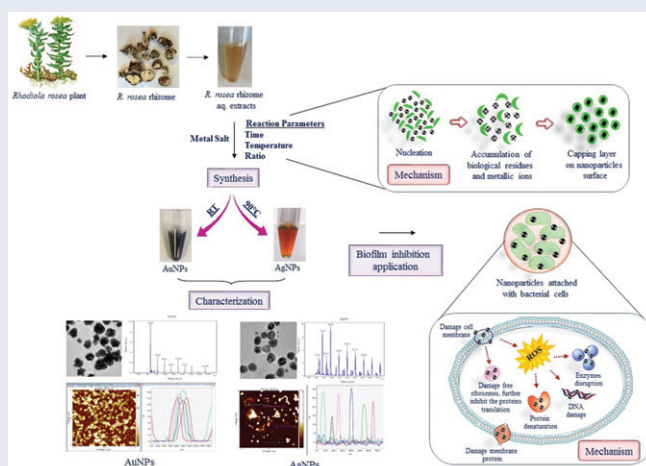 Rhodiola rosea plant
R. rosea rhizome
R. rosea rhizome
aq. extracts
Metal Salt
Reaction Parameters
Time
Temperature
Ratio
Nucleation
Accumulation of
biological residues
and metallic ions
Capping layer
on nanoparticles
surface
Mechanism
Synthesis
RT
90°C
AuNPs
AgNPs
Biofilm inhibition
application
Nanoparticles attached
with bacterial cells
Characterization
Damage cell
membrane
ROS
Enzymes
disruption
Damage free
ribosomes, further
inhibit the proteins
translation
DNA
damage
Protein
denaturation
Damage membrane
protein
Mechanism
AuNPs
AgNPs